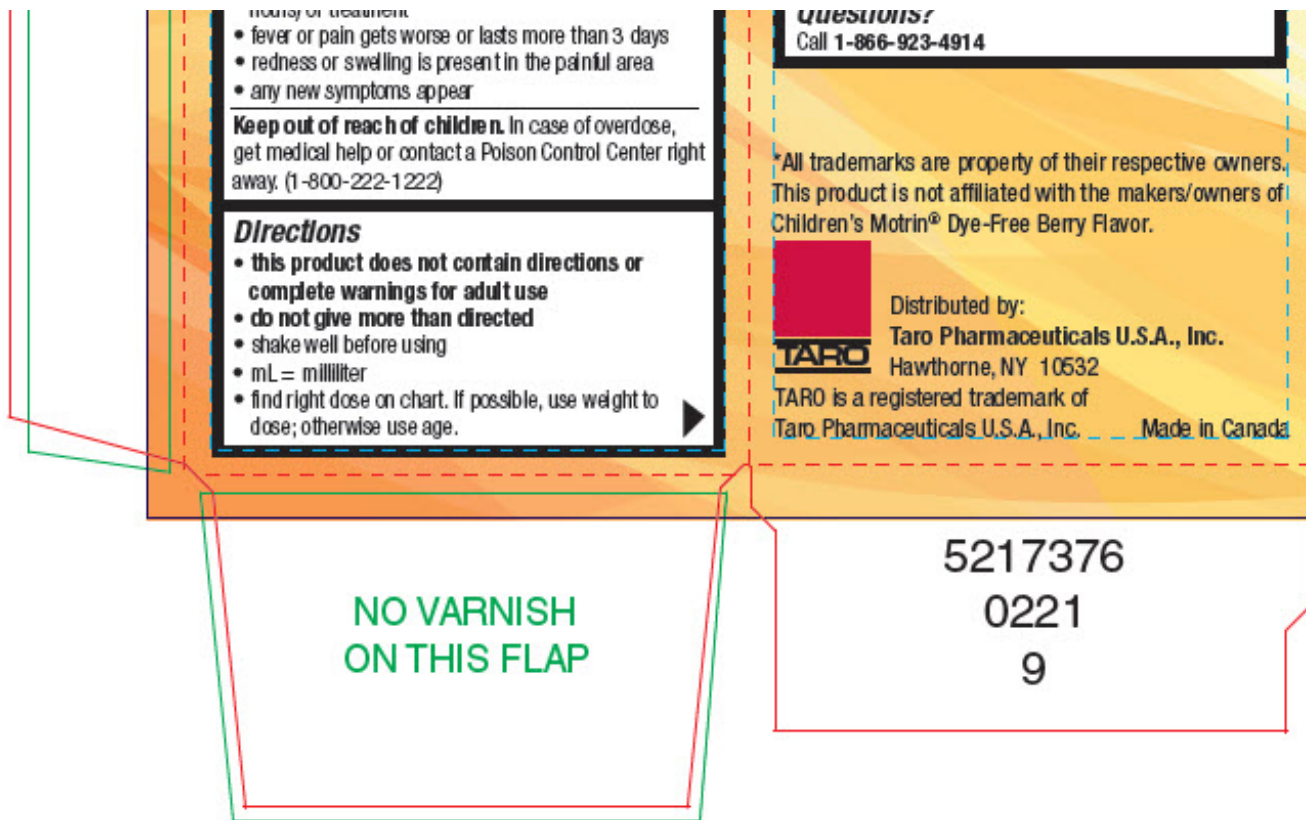 hours) of treatment
• fever or pain gets worse or lasts more than 3 days
• redness or swelling is present in the painful area
• any new symptoms appear
Keep out of reach of children. In case of overdose,
get medical help or contact a Poison Control Center right
away. (1-800-222-1222)
Directions
• this product does not contain directions or
complete warnings for adult use
• do not give more than directed
• shake well before using
• mL = milliliter
• find right dose on chart. If possible, use weight to
dose; otherwise use age.
NO VARNISH
ON THIS FLAP
Questions?
Call 1-866-923-4914
*All trademarks are property of their respective owners.
This product is not affiliated with the makers/owners of
Children's Motrin® Dye-Free Berry Flavor.
TARO
Distributed by:
Taro Pharmaceuticals U.S.A., Inc.
Hawthorne, NY 10532
TARO is a registered trademark of
Taro Pharmaceuticals U.S.A., Inc. Made in Canada
5217376
0221
9